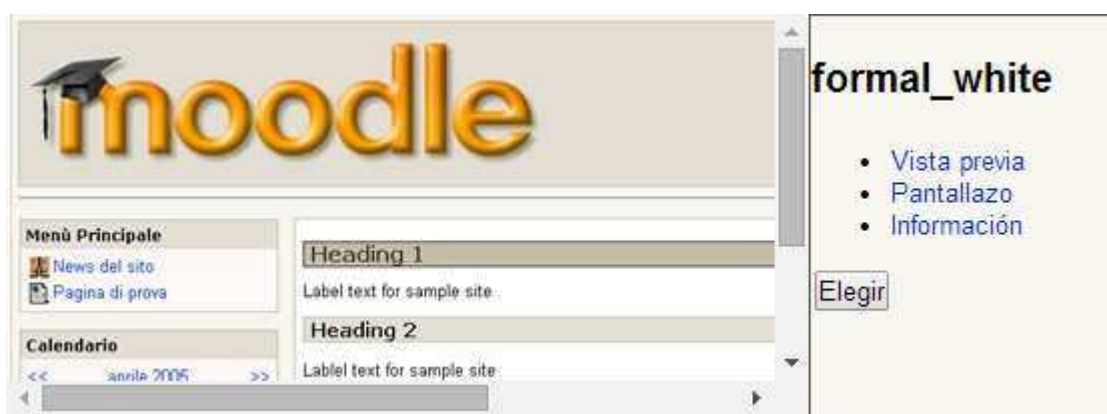 moodle
Menù Principale
News del sito
Pagina di prova
Calendario
<< aprile 2005 >>
Heading 1
Label text for sample site
Heading 2
Lablel text for sample site
formal_white
• Vista previa
• Pantallazo
• Información
Elegir